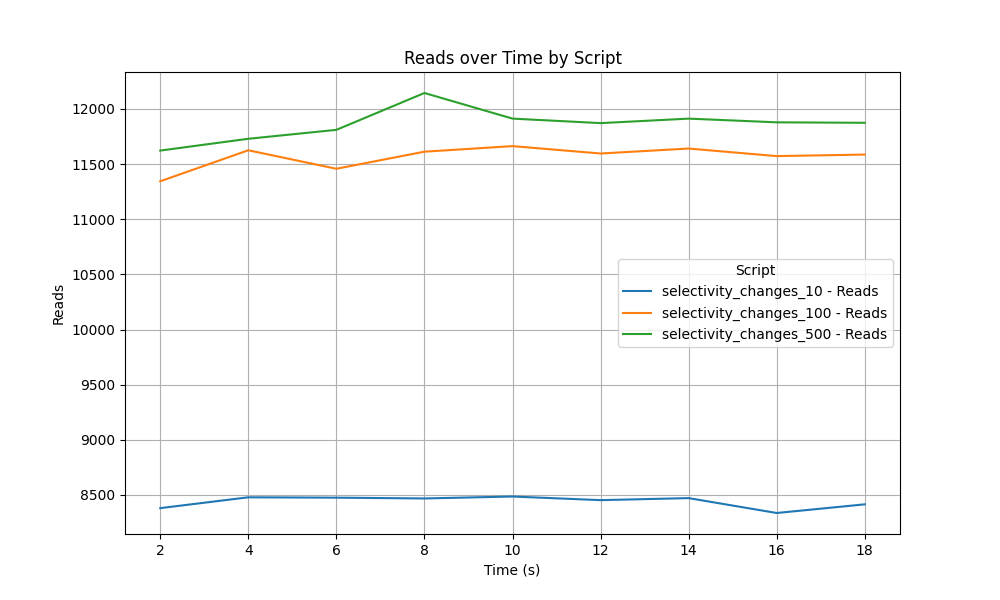 Reads over Time by Script
12000
11500
11000
10500
10000
9500
9000
8500
Reads
Script
selectivity_changes_10 - Reads
selectivity_changes_100 - Reads
selectivity_changes_500 - Reads
2 4 6 8 10 12 14 16 18
Time (s)